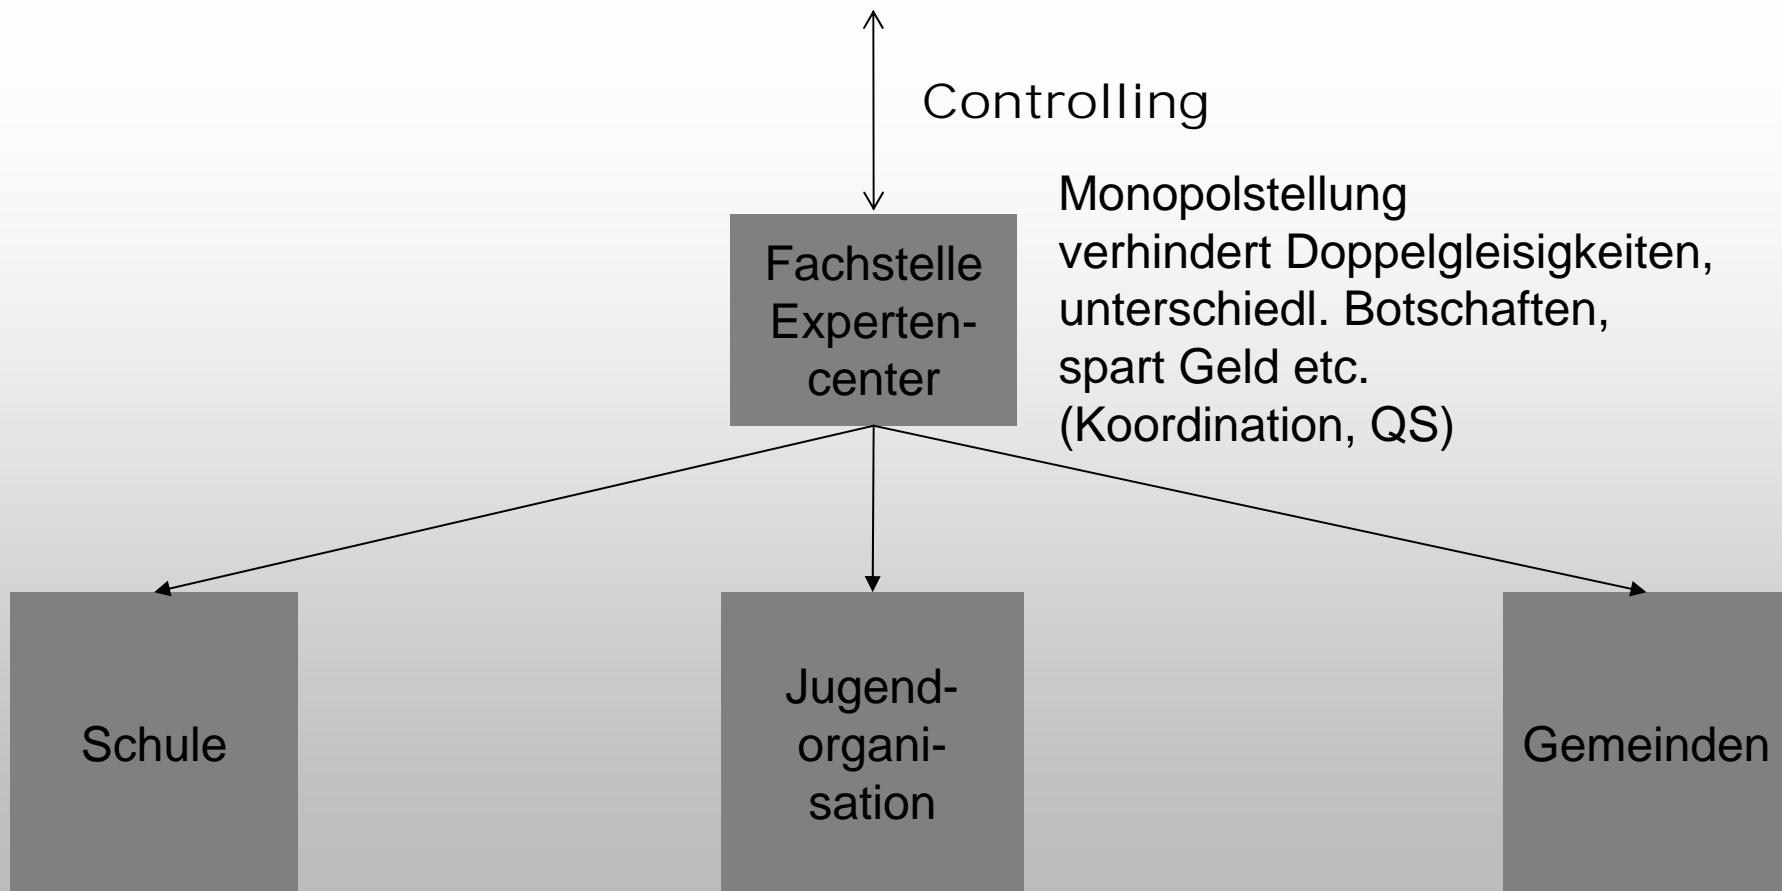 Controlling
Fachstelle
Experten-
center
Monopolstellung
verhindert Doppelgleisigkeiten,
unterschiedl. Botschaften,
spart Geld etc.
(Koordination, QS)
Schule
Jugend-
organi-
sation
Gemeinden